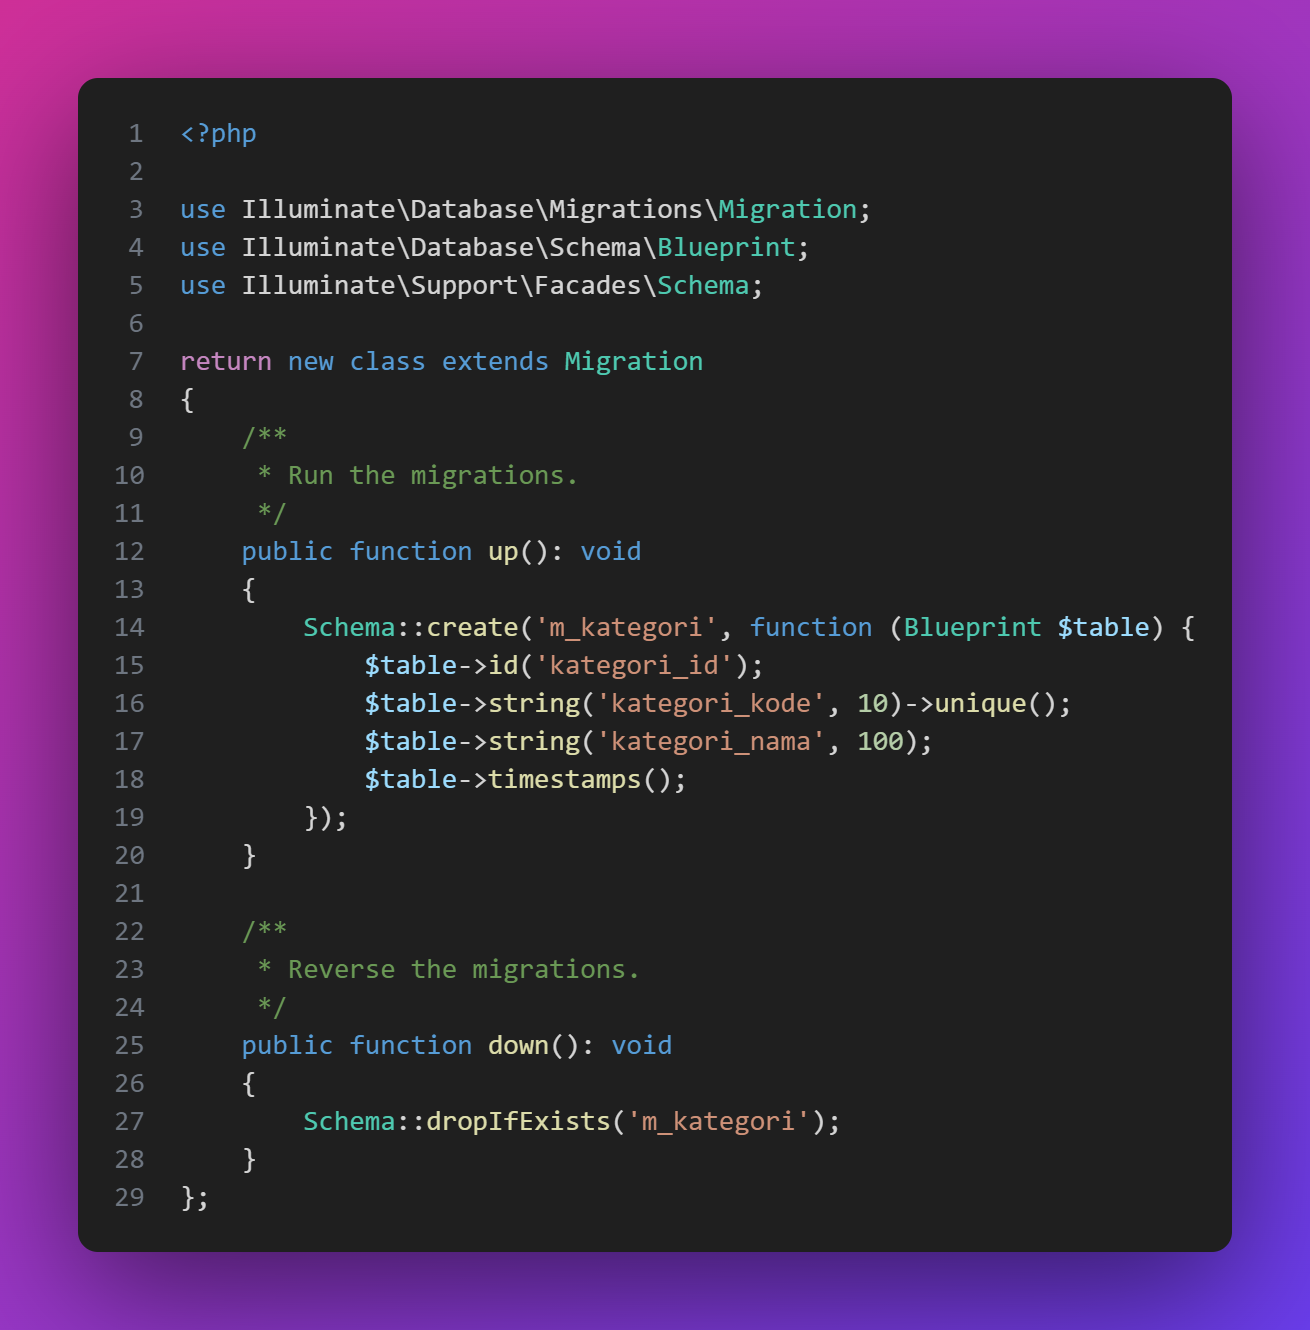 1 <?php
2
3 use Illuminate\Database\Migrations\Migration;
4 use Illuminate\Database\Schema\Blueprint;
5 use Illuminate\Support\Facades\Schema;
6
7 return new class extends Migration
8 {
9     /**
10      * Run the migrations.
11      */
12     public function up(): void
13     {
14         Schema::create('m_kategori', function (Blueprint $table) {
15             $table->id('kategori_id');
16             $table->string('kategori_kode', 10)->unique();
17             $table->string('kategori_nama', 100);
18             $table->timestamps();
19         });
20     }
21
22     /**
23      * Reverse the migrations.
24      */
25     public function down(): void
26     {
27         Schema::dropIfExists('m_kategori');
28     }
29 };